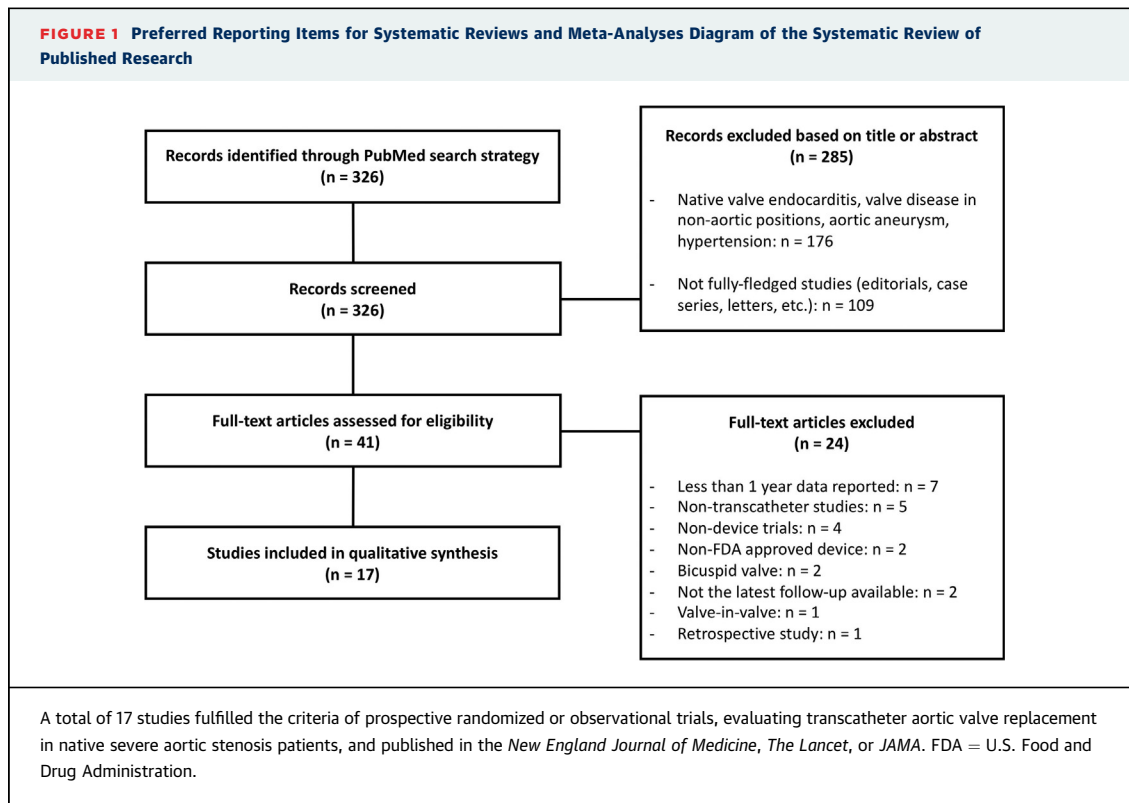 FIGURE 1 Preferred Reporting Items for Systematic Reviews and Meta-Analyses Diagram of the Systematic Review of
Published Research
Records identified through PubMed search strategy
(n = 326)
Records excluded based on title or abstract
(n = 285)
- Native valve endocarditis, valve disease in
non-aortic positions, aortic aneurysm,
hypertension: n = 176
- Not fully-fledged studies (editorials, case
series, letters, etc.): n = 109
Records screened
(n = 326)
Full-text articles assessed for eligibility
(n = 41)
Full-text articles excluded
(n = 24)
- Less than 1 year data reported: n = 7
- Non-transcatheter studies: n = 5
- Non-device trials: n = 4
- Non-FDA approved device: n = 2
- Bicuspid valve: n = 2
- Not the latest follow-up available: n = 2
- Valve-in-valve: n = 1
- Retrospective study: n = 1
Studies included in qualitative synthesis
(n = 17)
A total of 17 studies fulfilled the criteria of prospective randomized or observational trials, evaluating transcatheter aortic valve replacement
in native severe aortic stenosis patients, and published in the New England Journal of Medicine, The Lancet, or JAMA. FDA = U.S. Food and
Drug Administration.